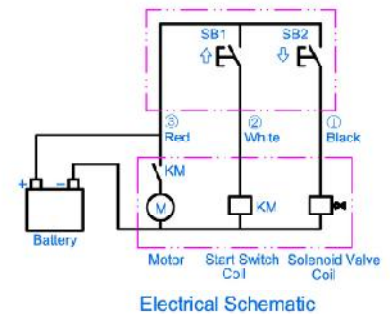 SB1 SB2
③ ② ①
Red White Black
KM
+ −
M KM
Battery
Motor Start Switch Solenoid Valve
Coil Coil
Electrical Schematic